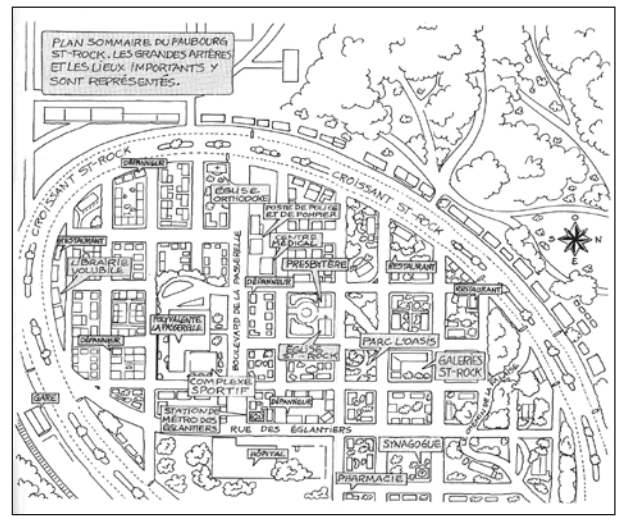 PLAN SOMMAIRE DU FAUBOURG
ST-ROCK. LES GRANDES ARTÈRES
ET LES LIEUX IMPORTANTS Y
SONT REPRÉSENTÉS.
CROISSANT ST-ROCK
DÉPANNEUR
CROISSANT ST-ROCK
ÉGLISE
ORTHODOXE
POSTE DE POLICE
ET DE POMPIER
CENTRE
MÉDICAL
PRESBYTÈRE
RESTAURANT
LIBRAIRIE
VOLUBILE
BOULEVARD DE LA PASSERELLE
DÉPANNEUR
RESTAURANT
RESTAURANT
O
S
N
E
POLYVALENTE
LA PASSERELLE
DÉPANNEUR
ÉGLISE
ST-ROCK
PARC L'OASIS
GALERIES
ST-ROCK
COMPLEXE
SPORTIF
GARE
STATION DE
MÉTRO DES
ÉGLANTIERS
DÉPANNEUR
RUE DES ÉGLANTIERS
HÔPITAL
SYNAGOGUE
PHARMACIE